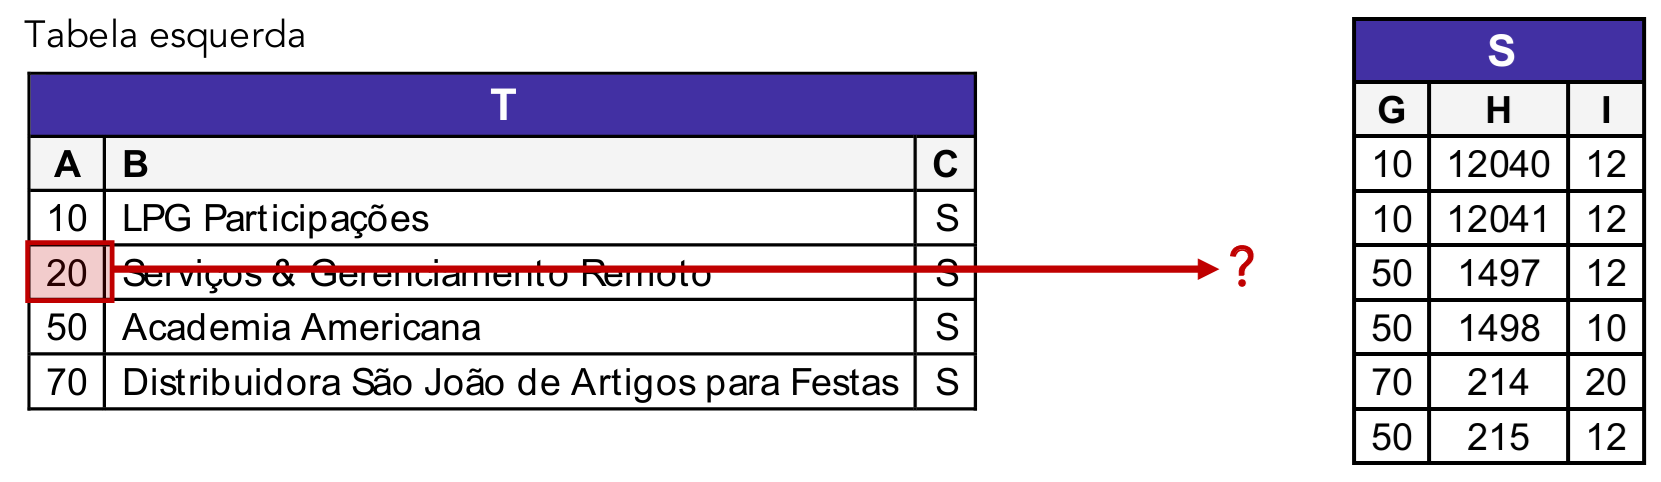 Tabela esquerda
T
A B C
10 LPG Participações S
20 Serviços & Gerenciamento Remoto S
50 Academia Americana S
70 Distribuidora São João de Artigos para Festas S
?
S
G H I
10 12040 12
10 12041 12
50 1497 12
50 1498 10
70 214 20
50 215 12